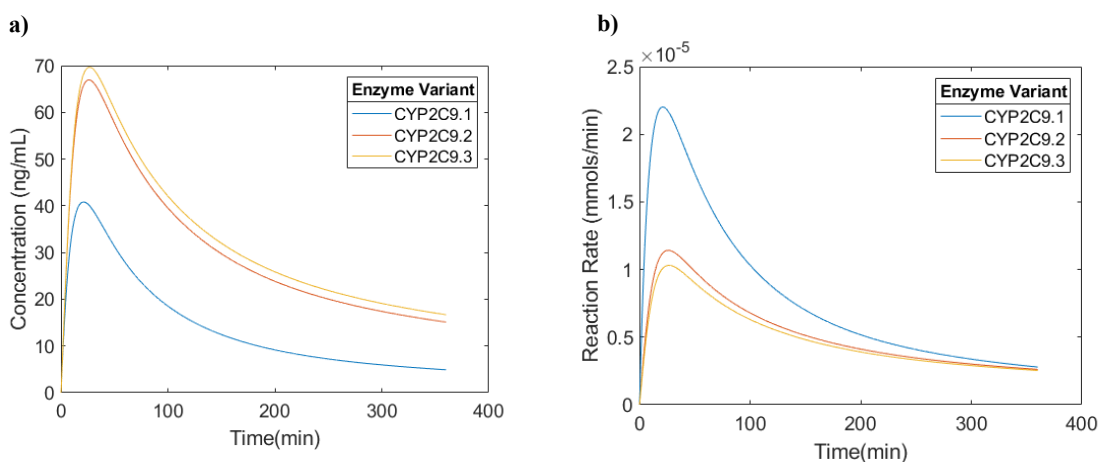 a)
70
60
50
40
30
20
10
0
Concentration (ng/mL)
0 100 200 300 400
Time(min)
Enzyme Variant
CYP2C9.1
CYP2C9.2
CYP2C9.3
b)
× 10⁻⁵
2.5
2
1.5
1
0.5
0
Reaction Rate (mmols/min)
0 100 200 300 400
Time(min)
Enzyme Variant
CYP2C9.1
CYP2C9.2
CYP2C9.3